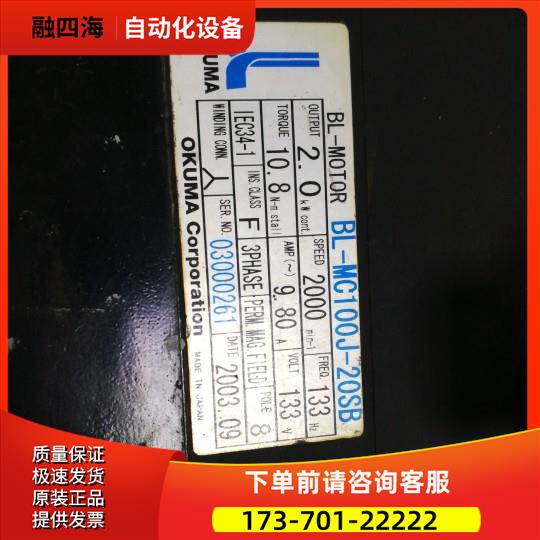 融四海 自动化设备
OKUMA
BL-MOTOR BL-MC100J-20SB
OUTPUT 2.0 kW cont. SPEED 2000 min-1 FREQ. 133 Hz
TORQUE 10.8 N-m stall AMP(~) 9.80 A VOLT 133 V
IEC34-1 INS.CLASS F 3PHASE PERM.MAG.FIELD POLE 8
WINDING CONN. 人 SER.NO. 03000261 DATE 2003.09
OKUMA Corporation MADE IN JAPAN
质量保证
极速发货
原装正品
提供发票
下单前请咨询客服
173-701-22222